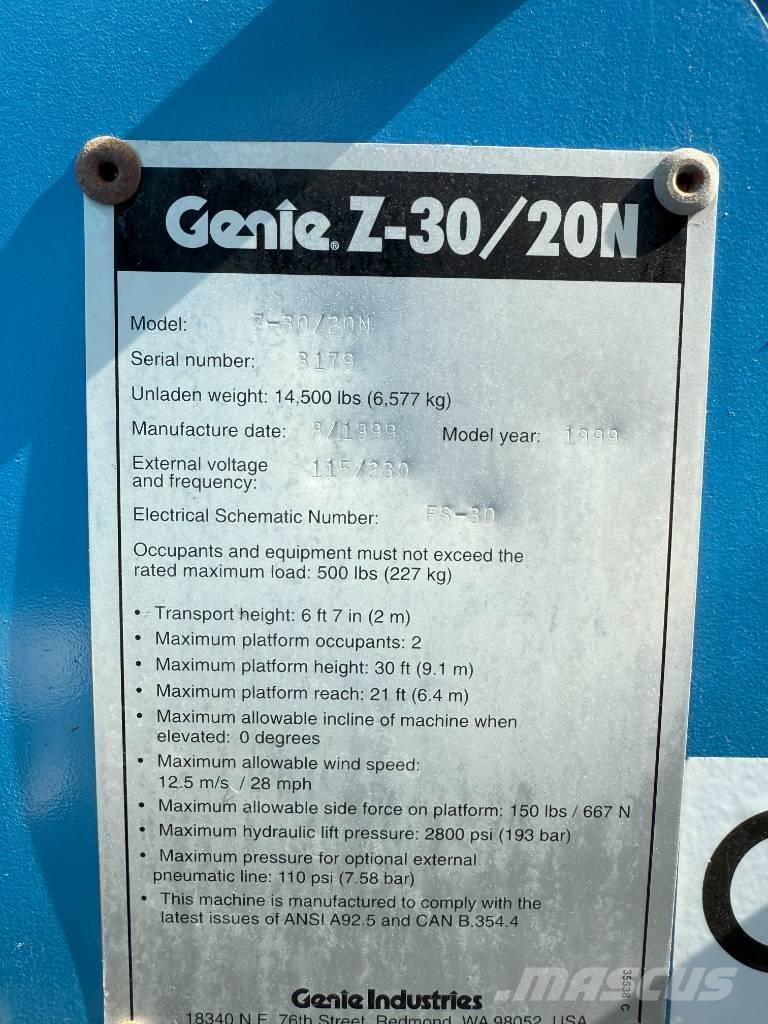 Genie® Z-30/20N
Model: Z-30/20N
Serial number: 3179
Unladen weight: 14,500 lbs (6,577 kg)
Manufacture date: 8/1999 Model year: 1999
External voltage
and frequency: 115/230
Electrical Schematic Number: ES-30
Occupants and equipment must not exceed the
rated maximum load: 500 lbs (227 kg)
• Transport height: 6 ft 7 in (2 m)
• Maximum platform occupants: 2
• Maximum platform height: 30 ft (9.1 m)
• Maximum platform reach: 21 ft (6.4 m)
• Maximum allowable incline of machine when
elevated: 0 degrees
• Maximum allowable wind speed:
12.5 m/s / 28 mph
• Maximum allowable side force on platform: 150 lbs / 667 N
• Maximum hydraulic lift pressure: 2800 psi (193 bar)
• Maximum pressure for optional external
pneumatic line: 110 psi (7.58 bar)
• This machine is manufactured to comply with the
latest issues of ANSI A92.5 and CAN B.354.4
35538 C
Genie Industries
18340 N.E. 76th Street, Redmond, WA 98052, USA
MASCUS